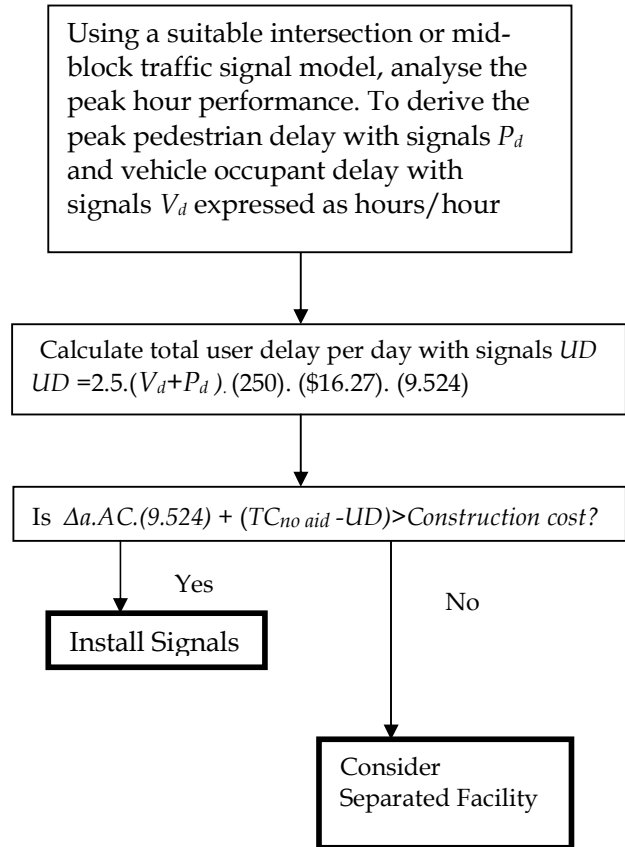 Using a suitable intersection or mid-
block traffic signal model, analyse the
peak hour performance. To derive the
peak pedestrian delay with signals Pd
and vehicle occupant delay with
signals Vd expressed as hours/hour
Calculate total user delay per day with signals UD
UD =2.5.(Vd+Pd ). (250). ($16.27). (9.524)
Is Δa.AC.(9.524) + (TCno aid -UD)>Construction cost?
Yes
No
Install Signals
Consider
Separated Facility